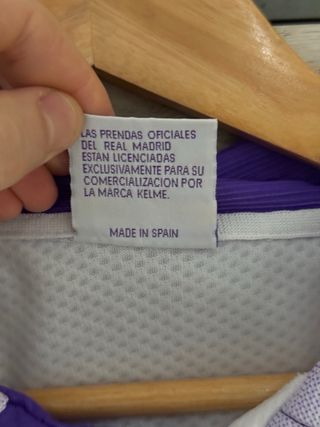 LAS PRENDAS OFICIALES
DEL REAL MADRID
ESTAN LICENCIADAS
EXCLUSIVAMENTE PARA SU
COMERCIALIZACION POR
LA MARCA KELME.
MADE IN SPAIN